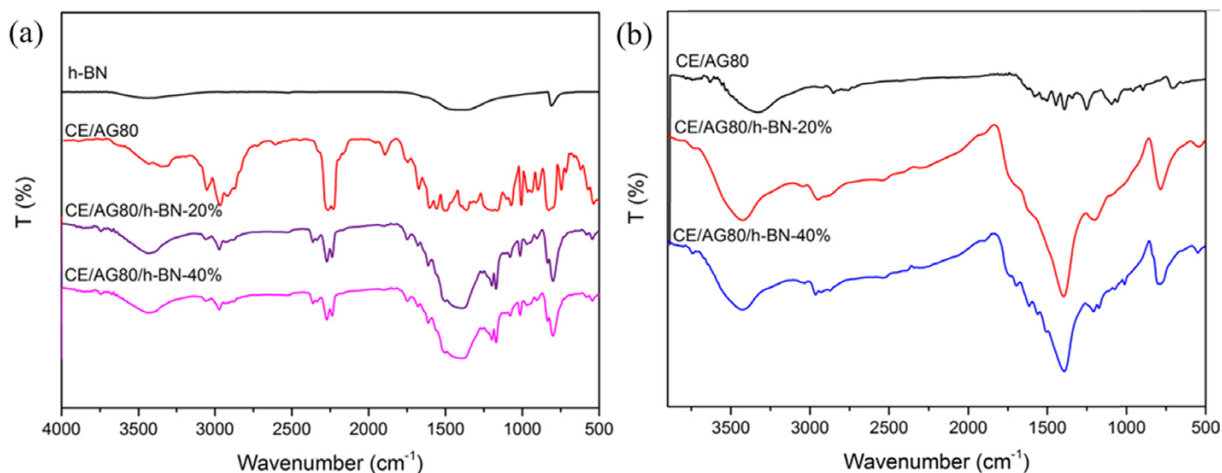 (a)
h-BN
CE/AG80
CE/AG80/h-BN-20%
CE/AG80/h-BN-40%
T (%)
4000 3500 3000 2500 2000 1500 1000 500
Wavenumber (cm⁻¹)
(b)
CE/AG80
CE/AG80/h-BN-20%
CE/AG80/h-BN-40%
T (%)
3500 3000 2500 2000 1500 1000 500
Wavenumber (cm⁻¹)